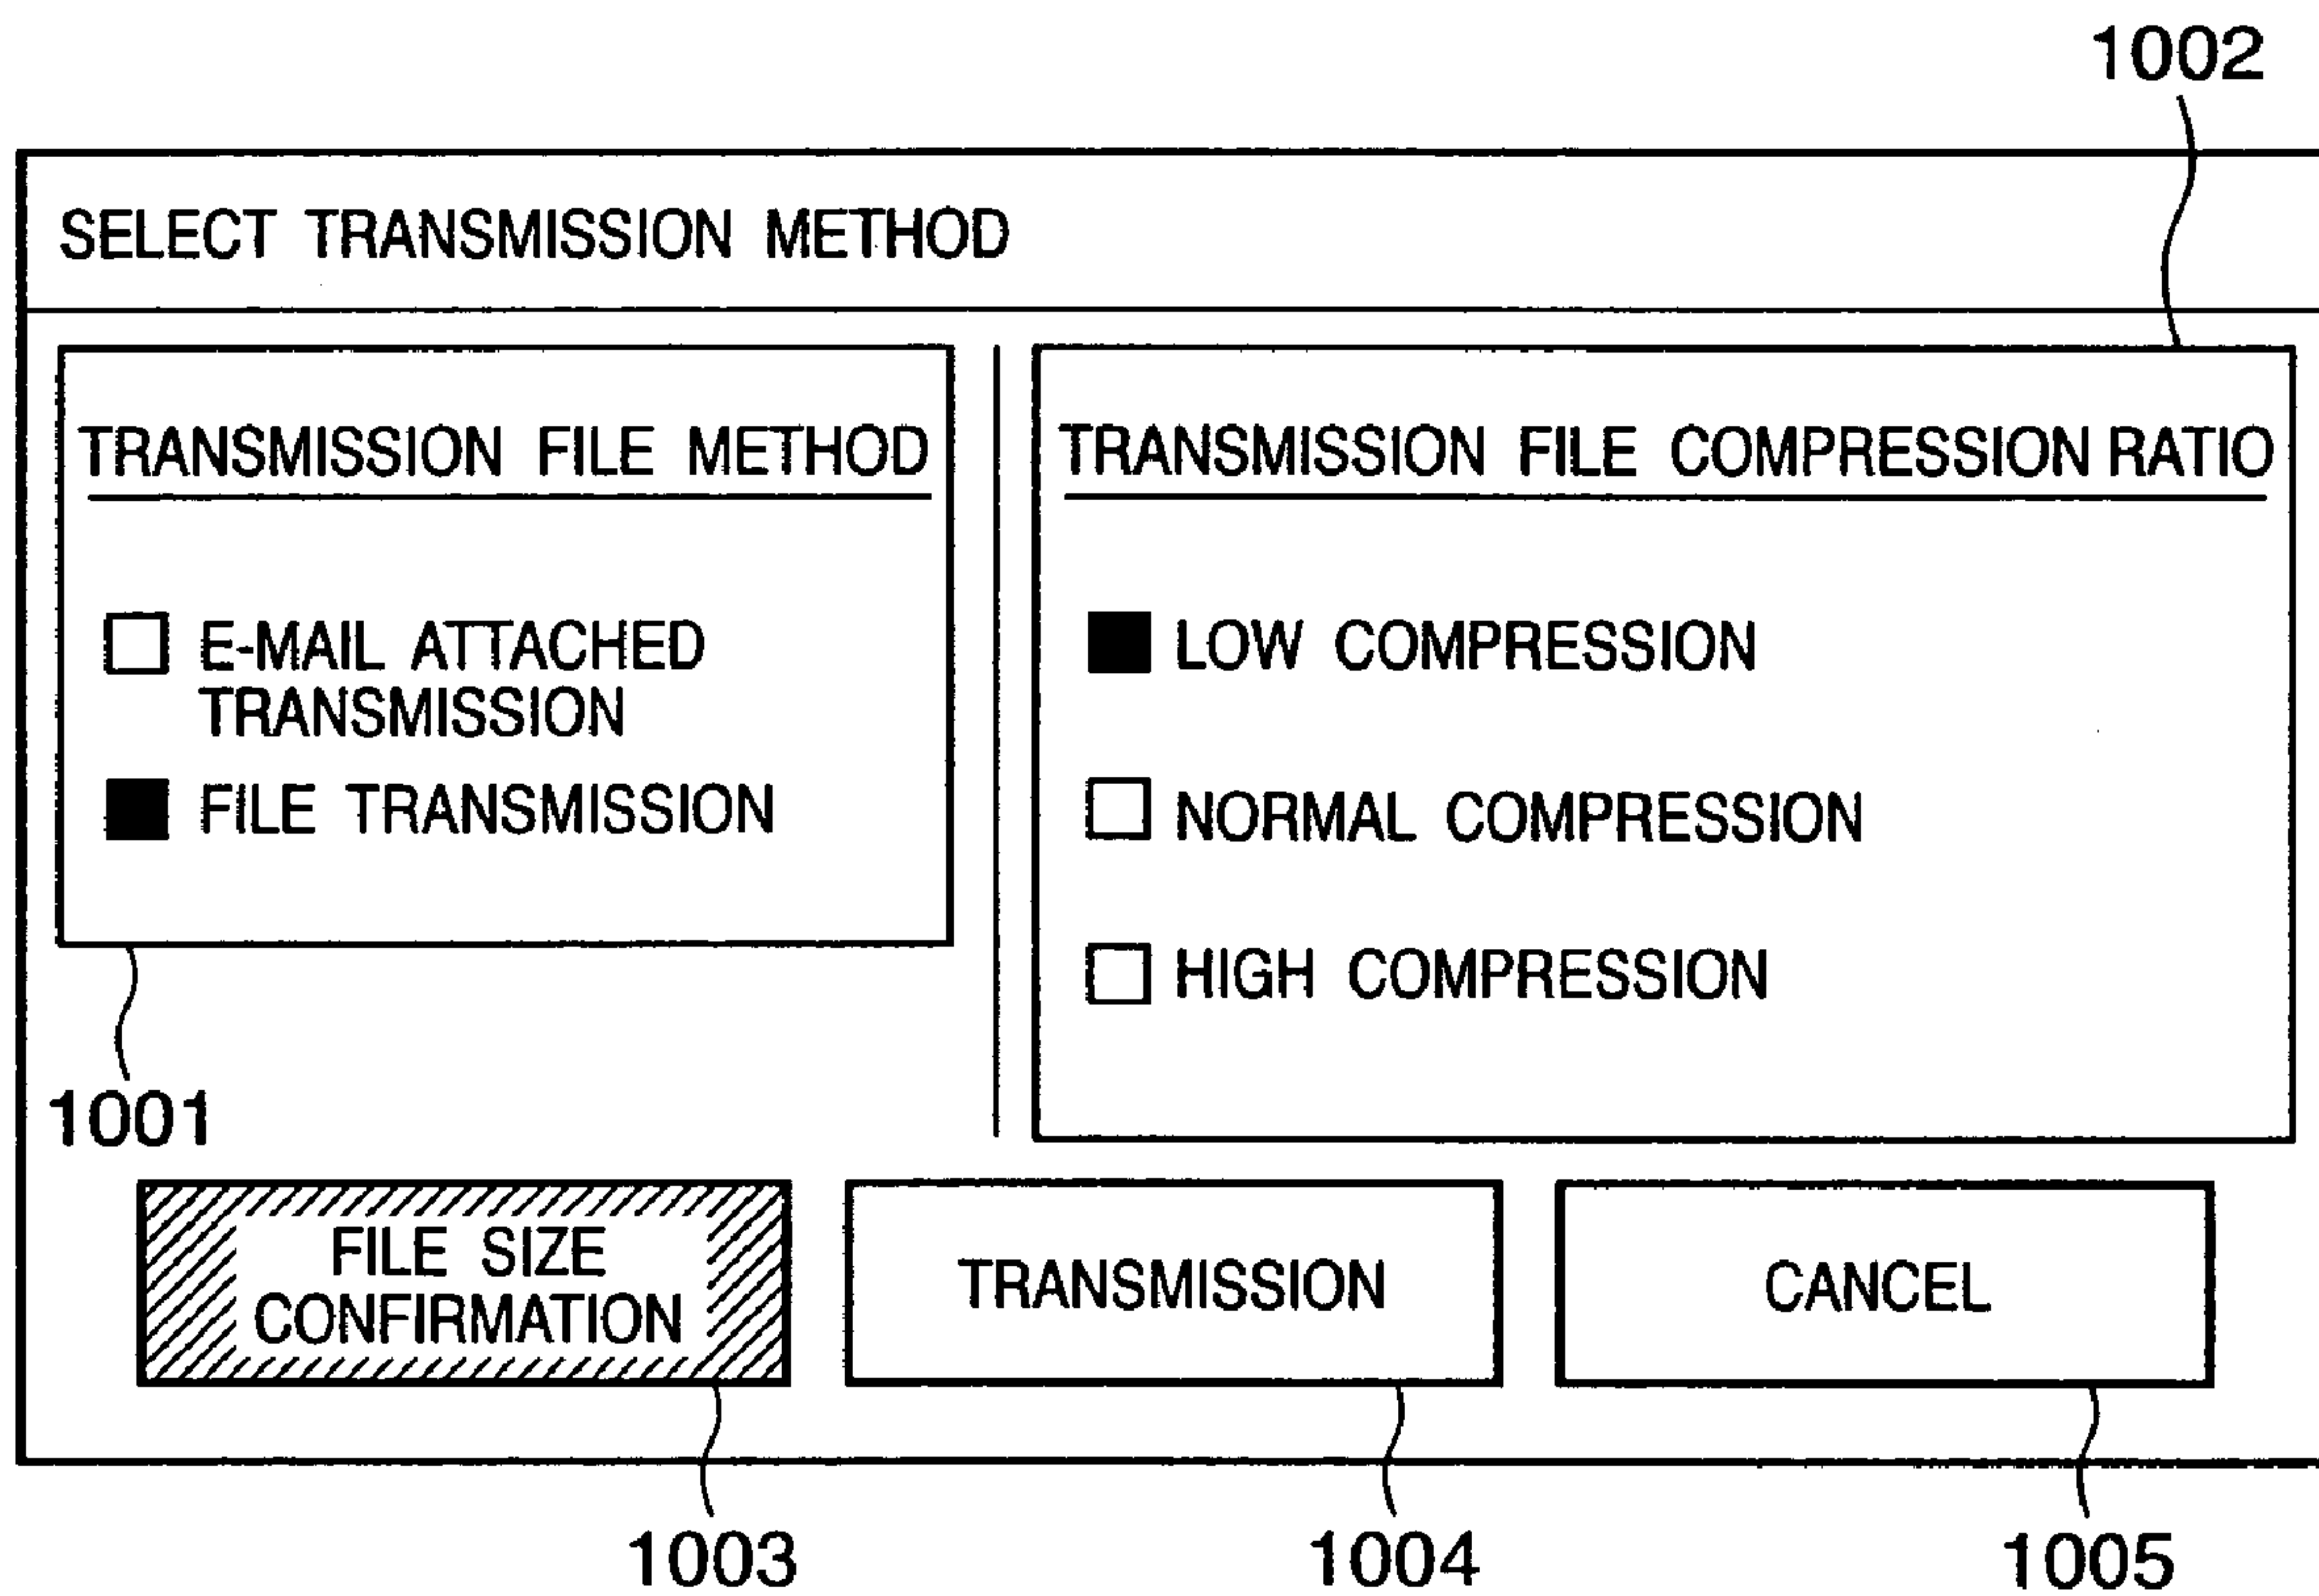 1002
SELECT TRANSMISSION METHOD
TRANSMISSION FILE METHOD
E-MAIL ATTACHED
TRANSMISSION
FILE TRANSMISSION
1001
TRANSMISSION FILE COMPRESSION RATIO
LOW COMPRESSION
NORMAL COMPRESSION
HIGH COMPRESSION
FILE SIZE
CONFIRMATION
TRANSMISSION
CANCEL
1003
1004
1005